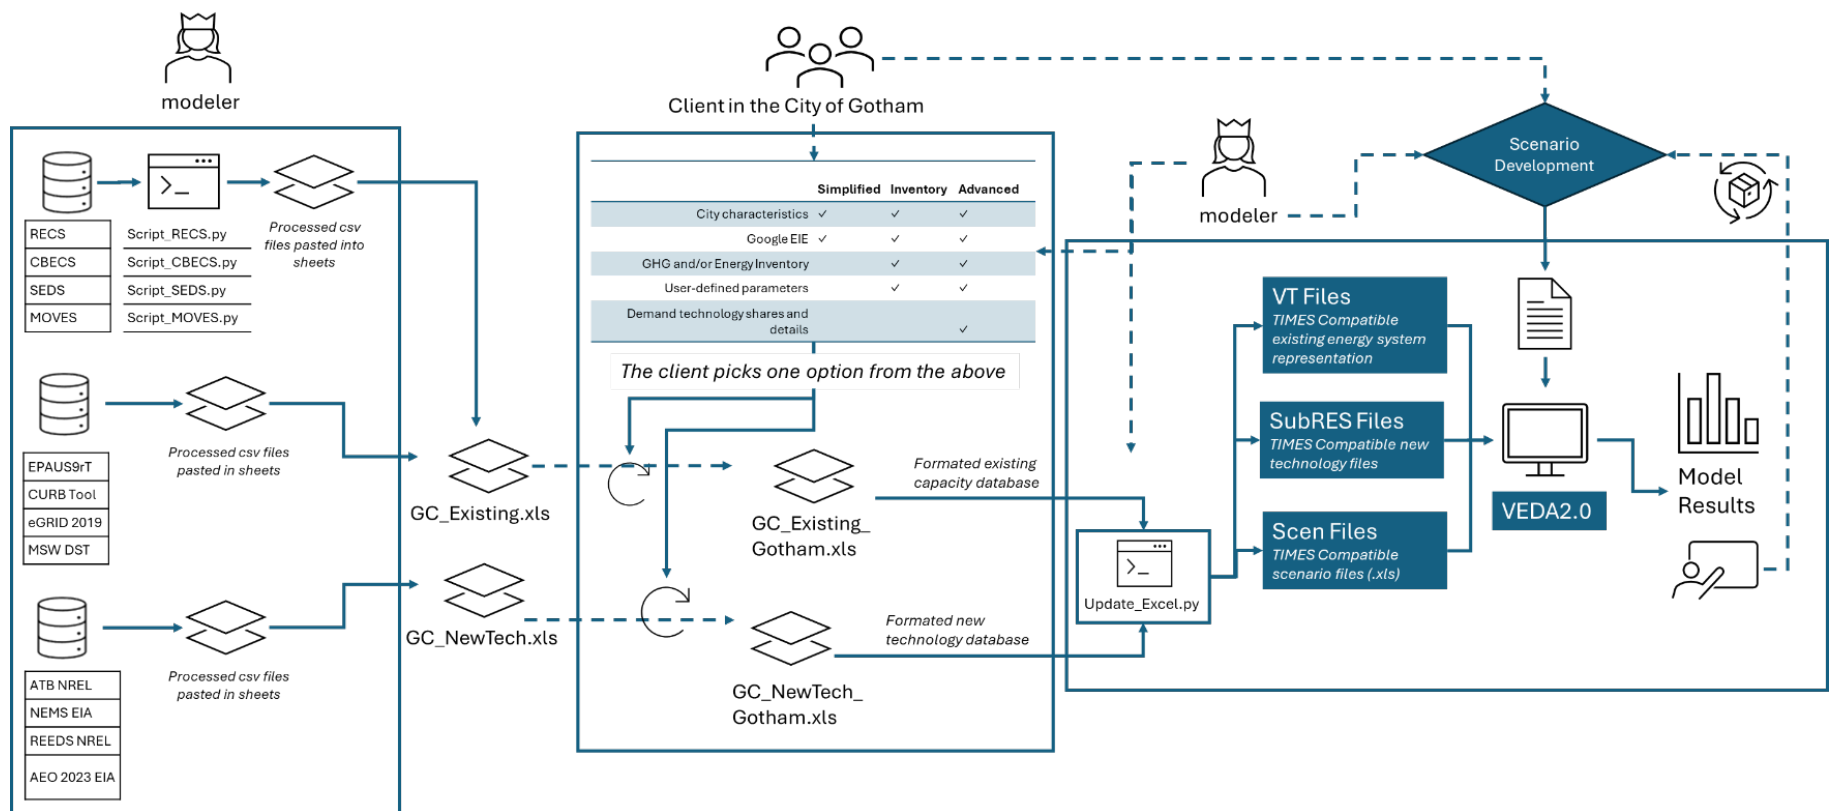 modeler
RECS
CBECS
SEDS
MOVES
Script_RECS.py
Script_CBECS.py
Script_SEDS.py
Script_MOVES.py
Processed csv
files pasted into
sheets
EPAUS9rT
CURB Tool
eGRID 2019
MSW DST
Processed csv files
pasted in sheets
ATB NREL
NEMS EIA
REEDS NREL
AEO 2023 EIA
Processed csv files
pasted in sheets
GC_Existing.xls
GC_NewTech.xls
Client in the City of Gotham
Simplified Inventory Advanced
City characteristics ✓ ✓ ✓
Google EIE ✓ ✓ ✓
GHG and/or Energy Inventory ✓ ✓
User-defined parameters ✓ ✓
Demand technology shares and
details ✓
The client picks one option from the above
GC_Existing_
Gotham.xls
Formated existing
capacity database
GC_NewTech_
Gotham.xls
Formated new
technology database
modeler
Scenario
Development
>_
Update_Excel.py
VT Files
TIMES Compatible
existing energy system
representation
SubRES Files
TIMES Compatible new
technology files
Scen Files
TIMES Compatible
scenario files (.xls)
VEDA2.0
Model
Results